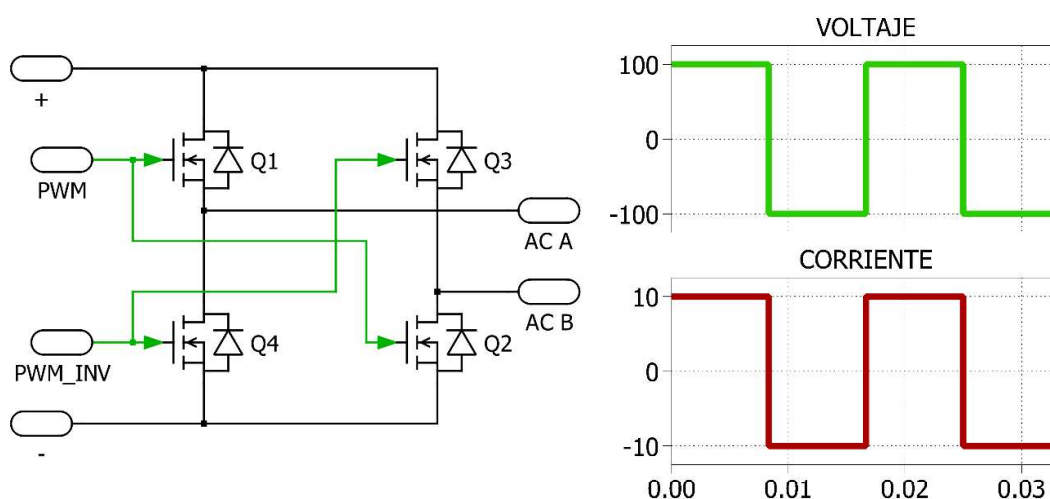 +
PWM
Q1
Q3
AC A
AC B
PWM_INV
Q4
Q2
-
VOLTAJE
100
0
-100
CORRIENTE
10
0
-10
0.00 0.01 0.02 0.03